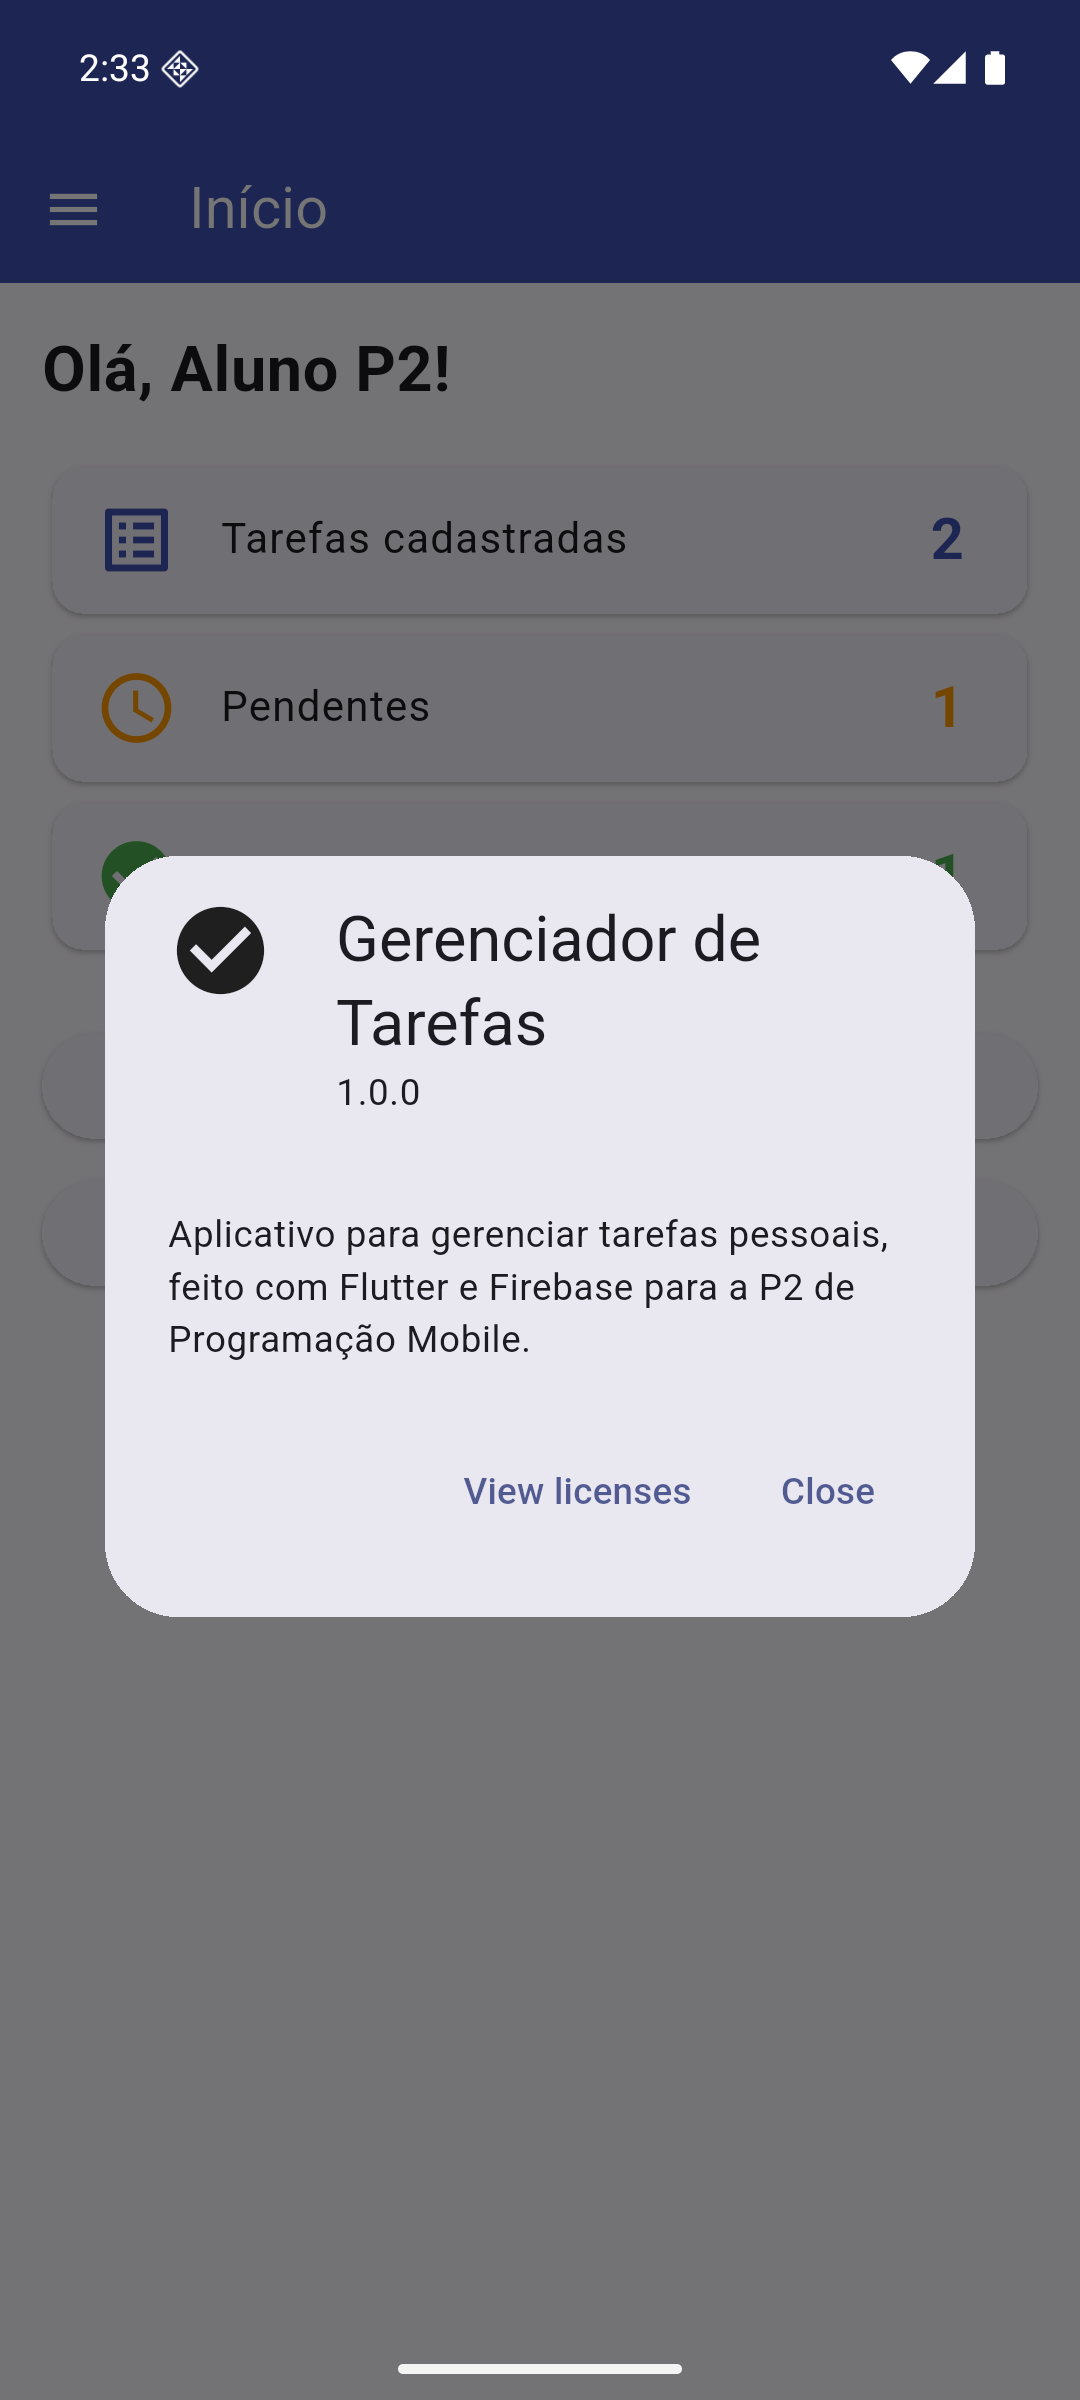 2:33
Início
Olá, Aluno P2!
Tarefas cadastradas 2
Pendentes 1
1
Gerenciador de
Tarefas
1.0.0
Aplicativo para gerenciar tarefas pessoais,
feito com Flutter e Firebase para a P2 de
Programação Mobile.
View licenses Close